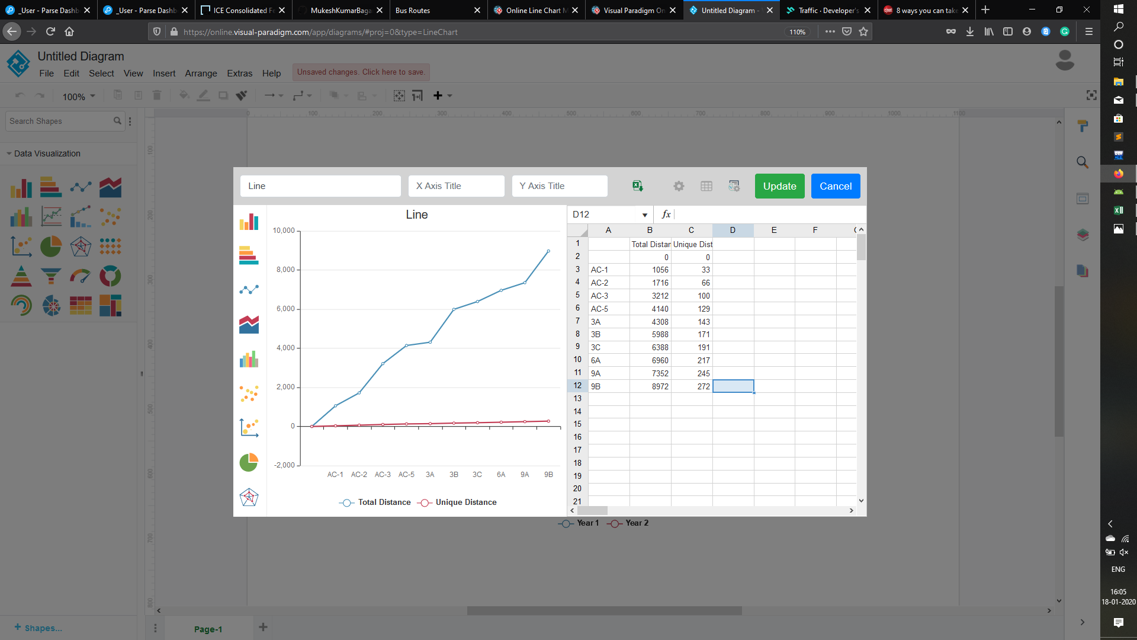 _User - Parse Dashb
_User - Parse Dashb
ICE Consolidated F
MukeshKumarBaga
Bus Routes
Online Line Chart M
Visual Paradigm On
Untitled Diagram -
Traffic - Developer's
8 ways you can take
https://online.visual-paradigm.com/app/diagrams/#proj=0&type=LineChart
110%
Untitled Diagram
File Edit Select View Insert Arrange Extras Help
Unsaved changes. Click here to save.
100%
Search Shapes
Data Visualization
Line
X Axis Title
Y Axis Title
Update
Cancel
Line
10,000
8,000
6,000
4,000
2,000
0
-2,000
AC-1 AC-2 AC-3 AC-5 3A 3B 3C 6A 9A 9B
Total Distance Unique Distance
D12
fx
A B C D E F
1 Total Distar Unique Dist
2 0 0
3 AC-1 1056 33
4 AC-2 1716 66
5 AC-3 3212 100
6 AC-5 4140 129
7 3A 4308 143
8 3B 5988 171
9 3C 6388 191
10 6A 6960 217
11 9A 7352 245
12 9B 8972 272
13
14
15
16
17
18
19
20
21
Year 1 Year 2
+ Shapes...
Page-1
ENG
16:05
18-01-2020